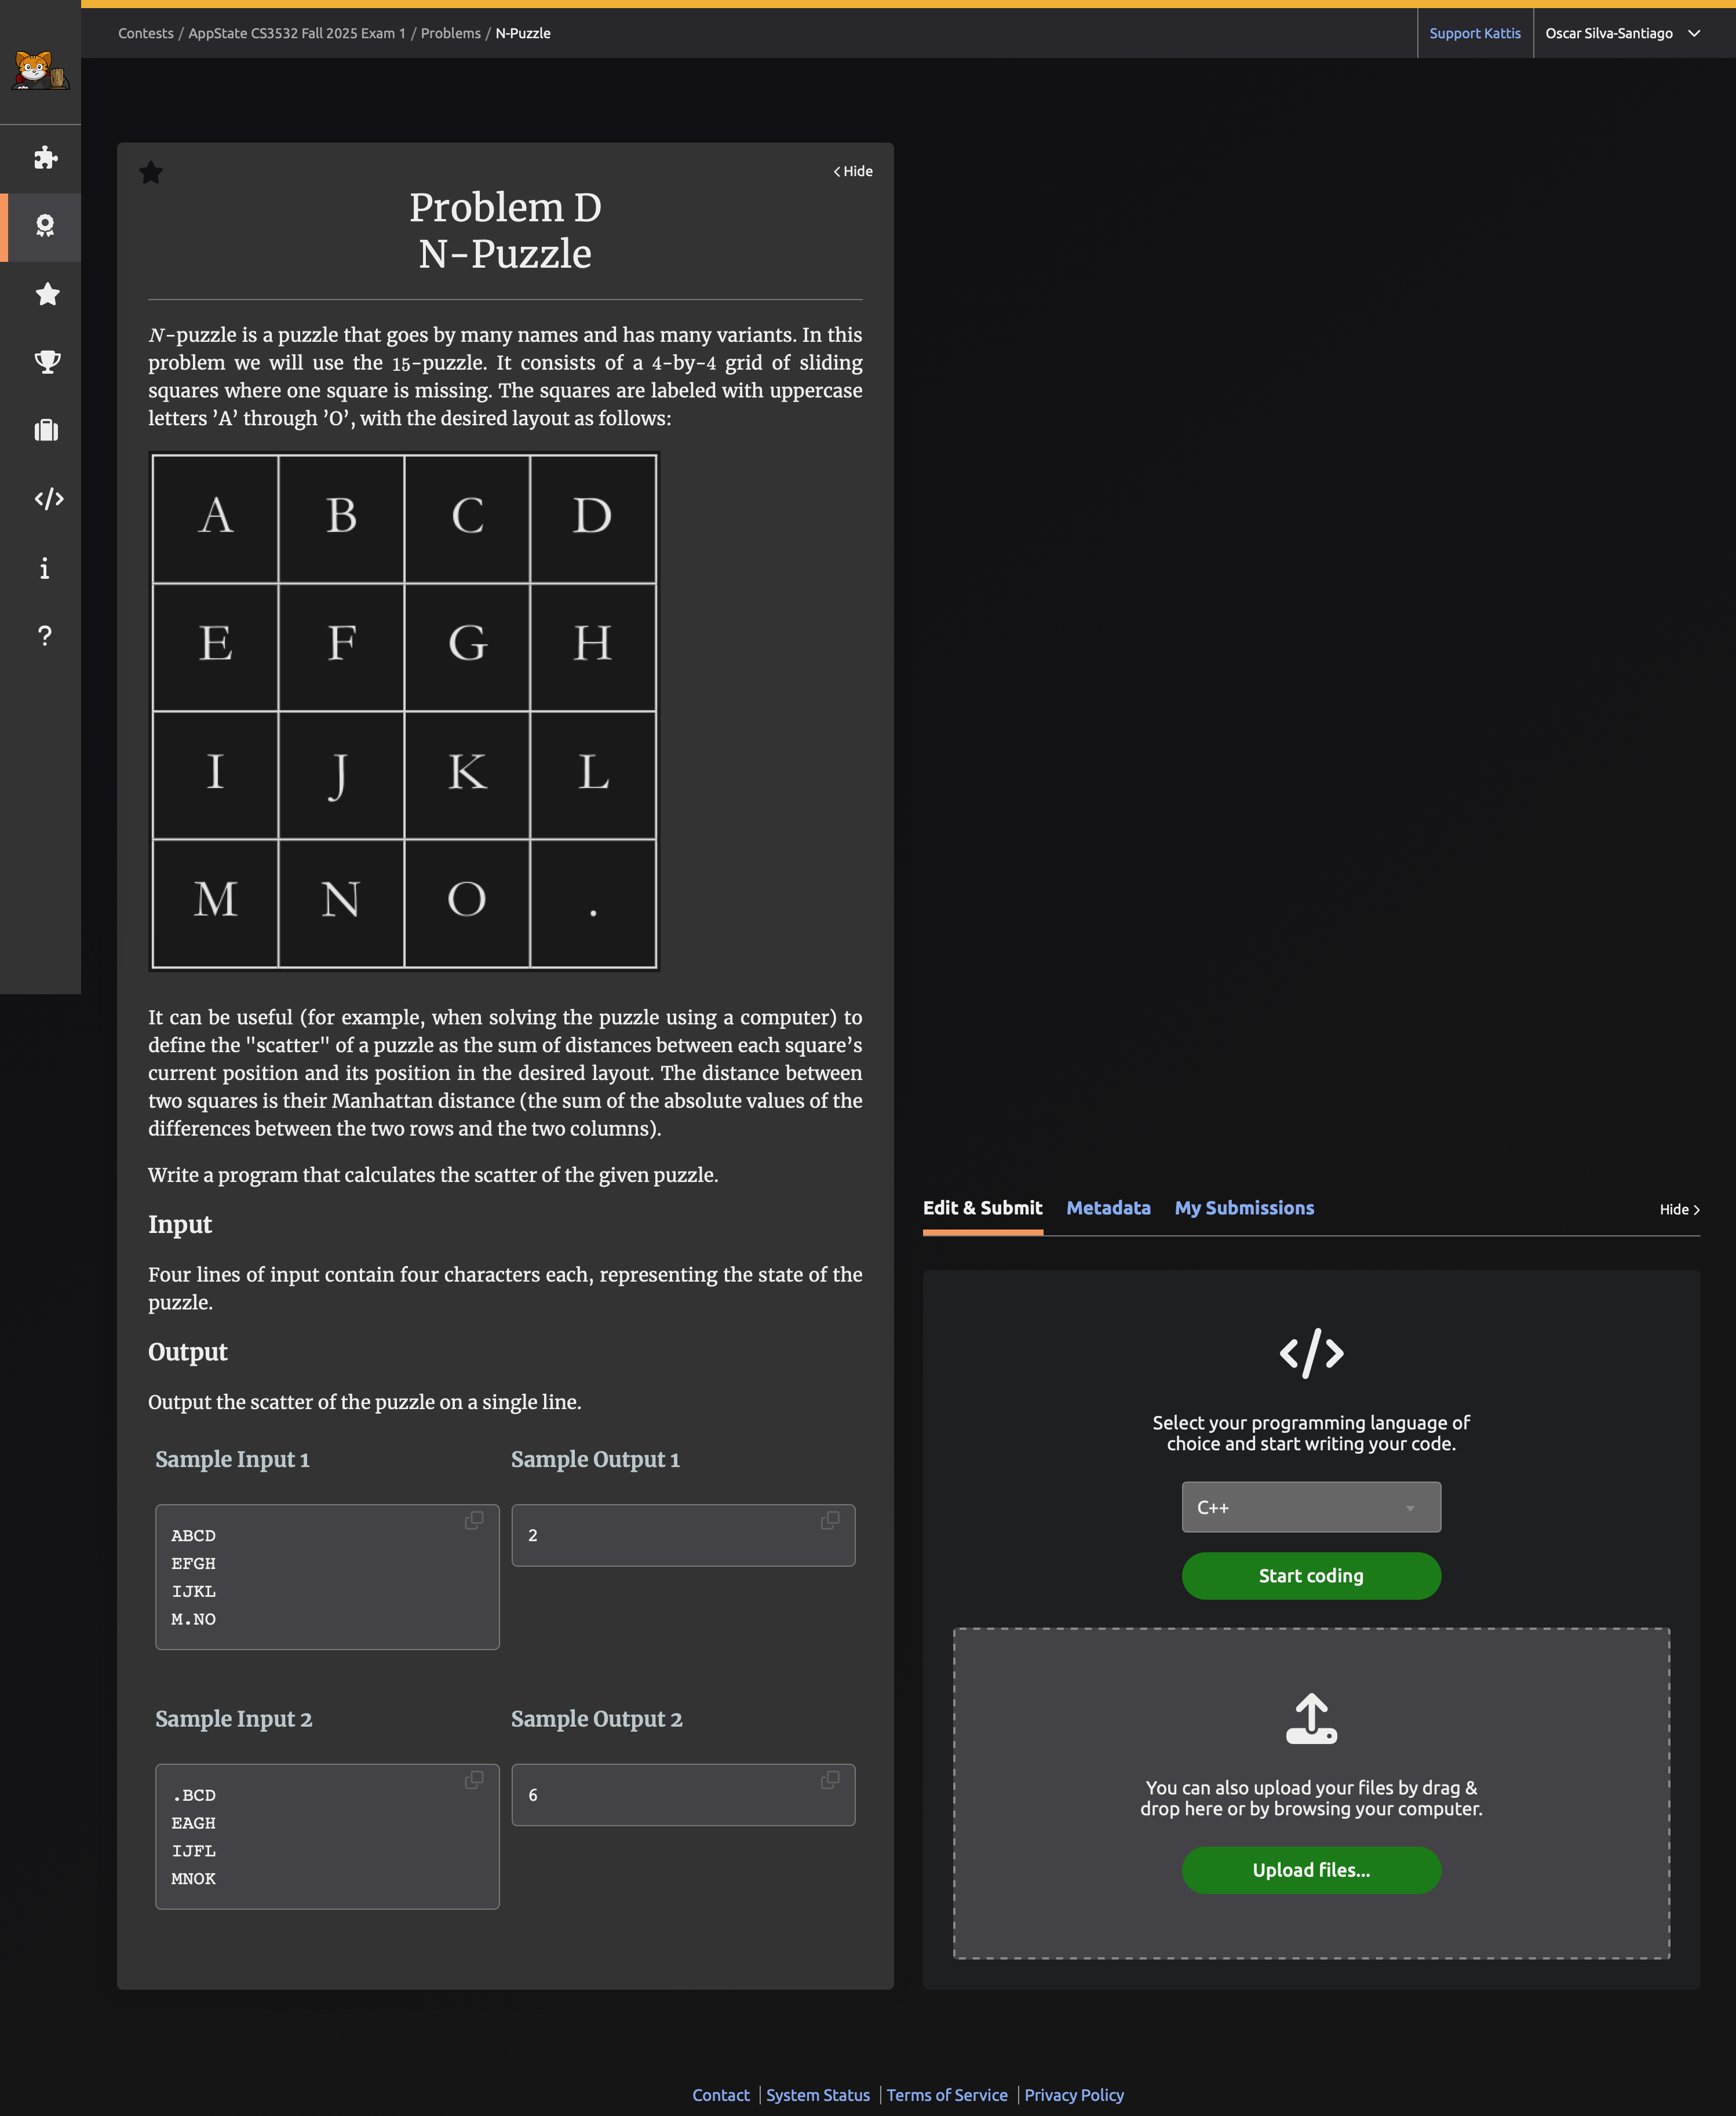 Contests / AppState CS3532 Fall 2025 Exam 1 / Problems / N-Puzzle
Support Kattis
Oscar Silva-Santiago
Hide
Problem D
N-Puzzle
N-puzzle is a puzzle that goes by many names and has many variants. In this
problem we will use the 15-puzzle. It consists of a 4-by-4 grid of sliding
squares where one square is missing. The squares are labeled with uppercase
letters ’A’ through ’O’, with the desired layout as follows:
A B C D
E F G H
I J K L
M N O .
It can be useful (for example, when solving the puzzle using a computer) to
define the "scatter" of a puzzle as the sum of distances between each square’s
current position and its position in the desired layout. The distance between
two squares is their Manhattan distance (the sum of the absolute values of the
differences between the two rows and the two columns).
Write a program that calculates the scatter of the given puzzle.
Input
Four lines of input contain four characters each, representing the state of the
puzzle.
Output
Output the scatter of the puzzle on a single line.
Sample Input 1
ABCD
EFGH
IJKL
M.NO
Sample Output 1
2
Sample Input 2
.BCD
EAGH
IJFL
MNOK
Sample Output 2
6
Edit & Submit
Metadata
My Submissions
Hide
</>
Select your programming language of
choice and start writing your code.
C++
Start coding
You can also upload your files by drag &
drop here or by browsing your computer.
Upload files...
Contact | System Status | Terms of Service | Privacy Policy